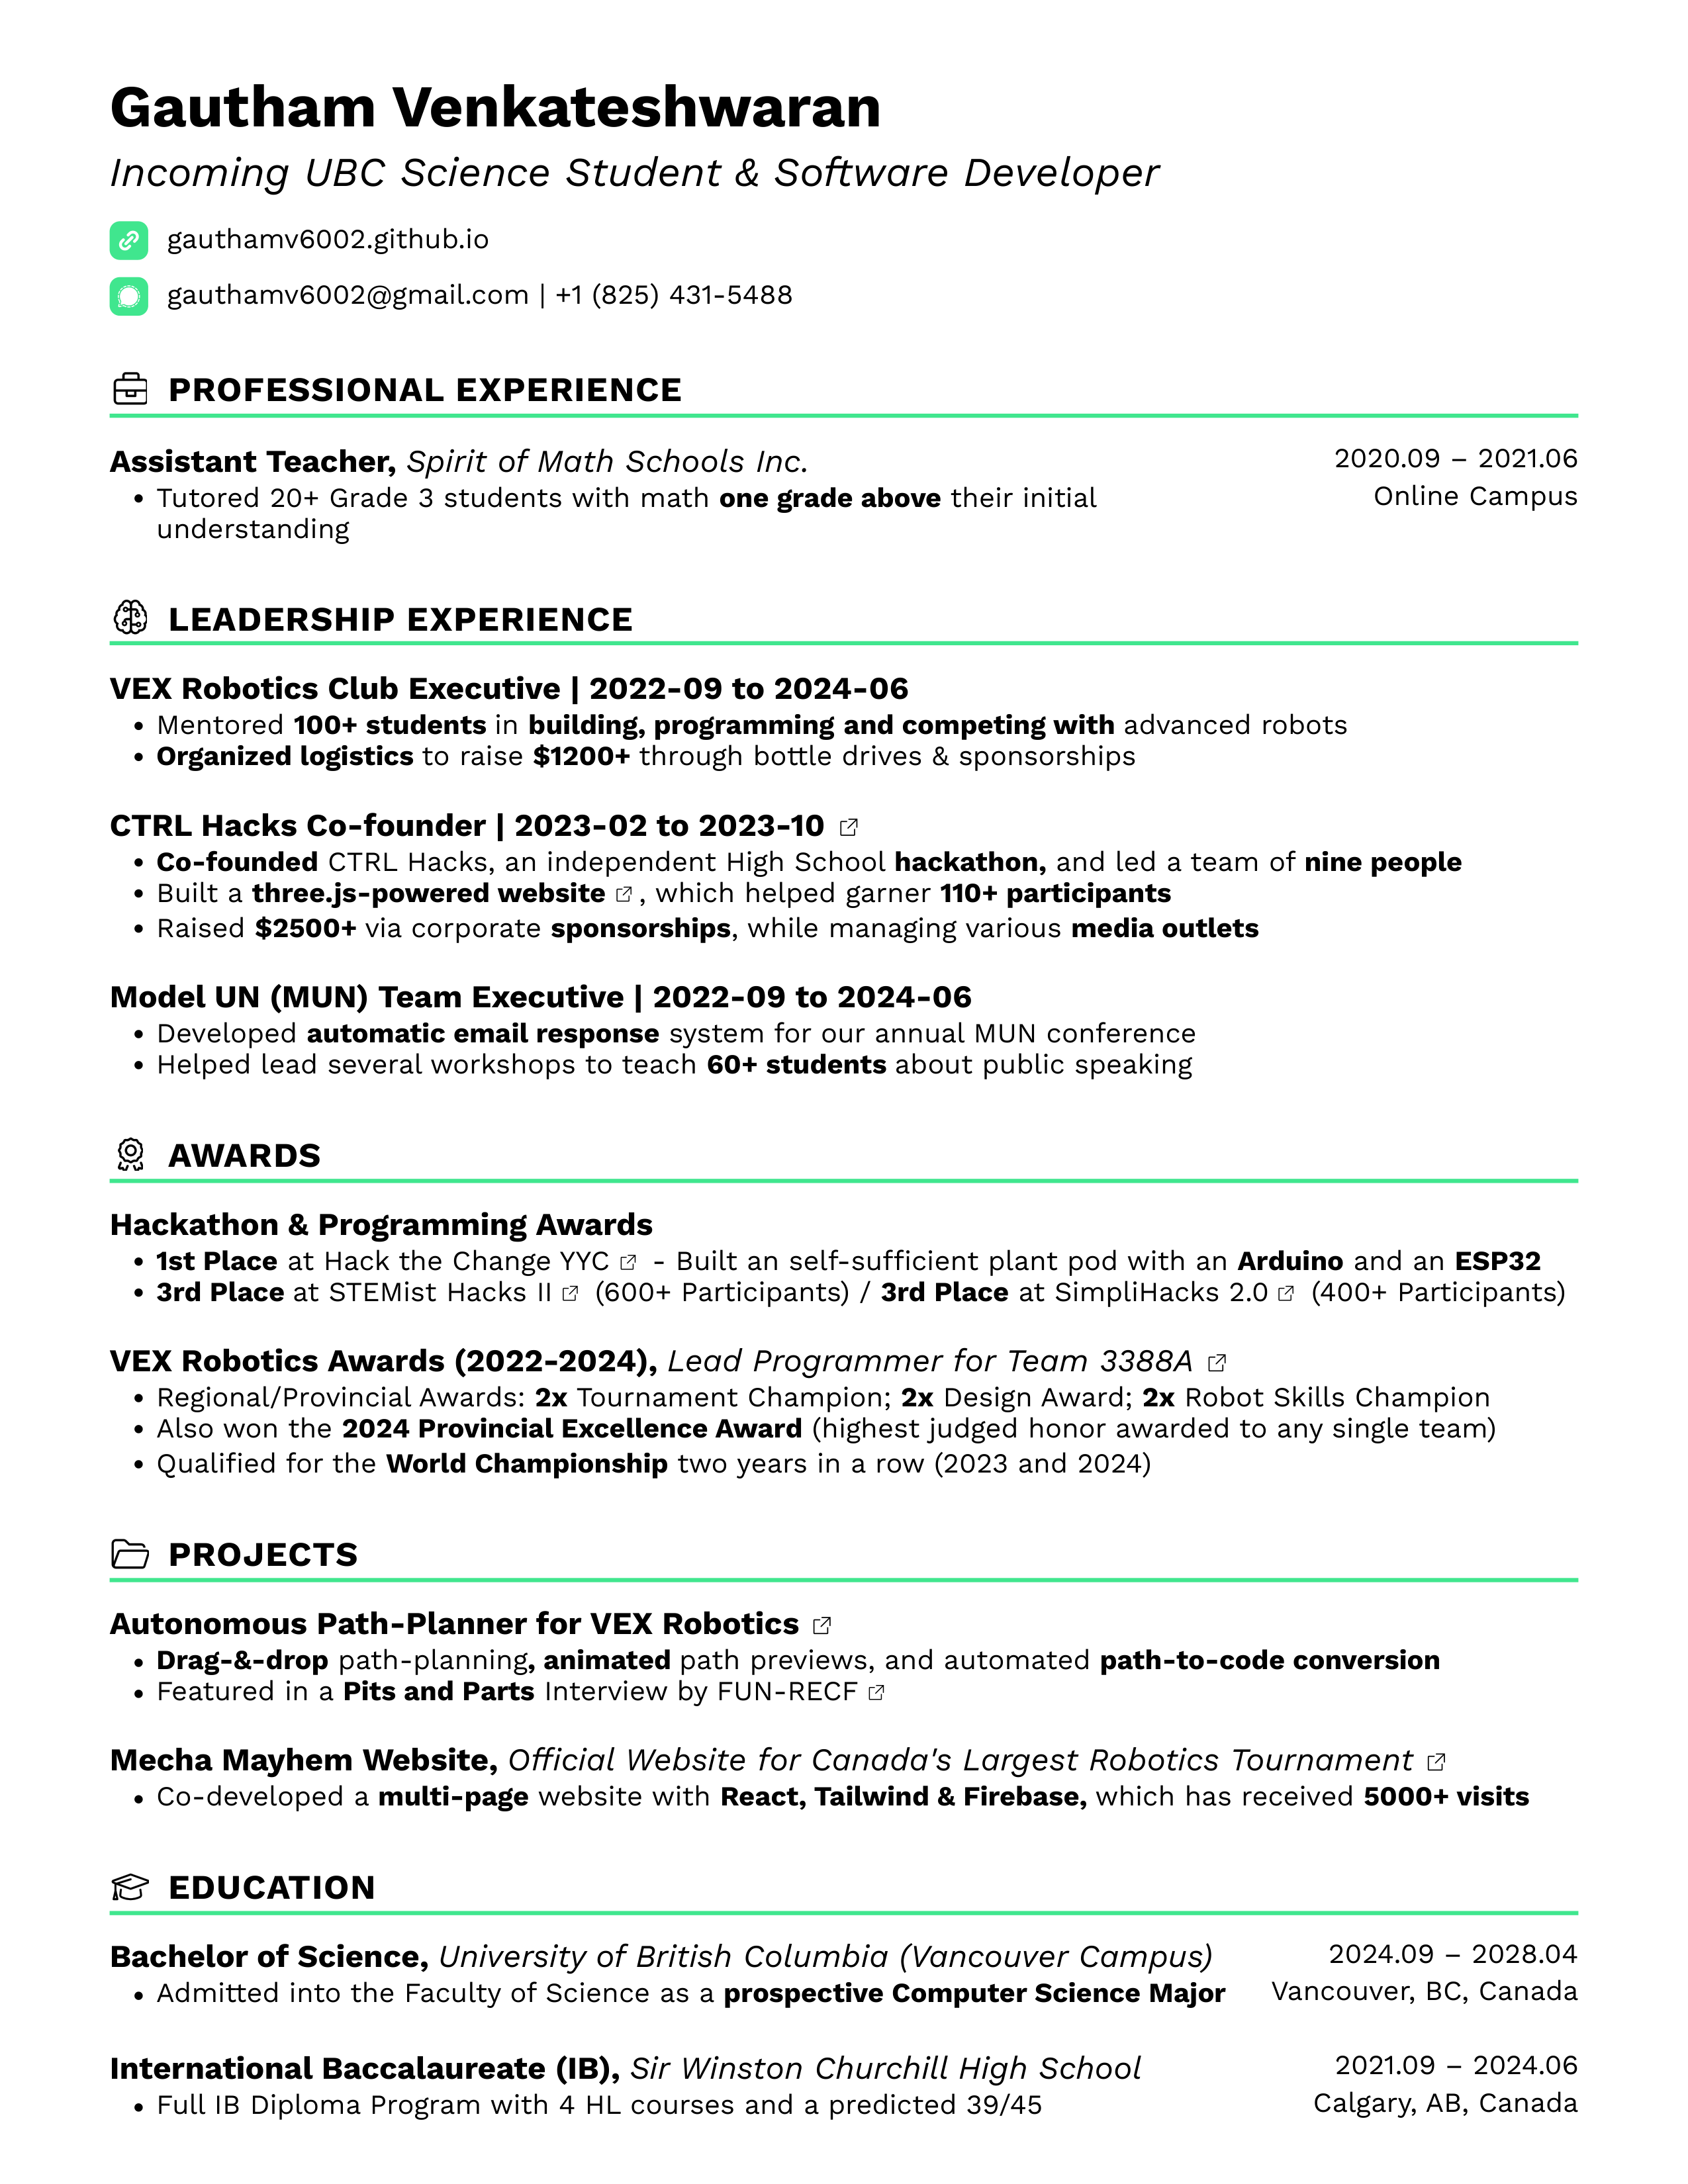 Gautham Venkateshwaran
Incoming UBC Science Student & Software Developer
gauthamv6002.github.io
gauthamv6002@gmail.com | +1 (825) 431-5488
PROFESSIONAL EXPERIENCE
Assistant Teacher, Spirit of Math Schools Inc. 2020.09 – 2021.06
• Tutored 20+ Grade 3 students with math one grade above their initial Online Campus
understanding
LEADERSHIP EXPERIENCE
VEX Robotics Club Executive | 2022-09 to 2024-06
• Mentored 100+ students in building, programming and competing with advanced robots
• Organized logistics to raise $1200+ through bottle drives & sponsorships
CTRL Hacks Co-founder | 2023-02 to 2023-10
• Co-founded CTRL Hacks, an independent High School hackathon, and led a team of nine people
• Built a three.js-powered website , which helped garner 110+ participants
• Raised $2500+ via corporate sponsorships, while managing various media outlets
Model UN (MUN) Team Executive | 2022-09 to 2024-06
• Developed automatic email response system for our annual MUN conference
• Helped lead several workshops to teach 60+ students about public speaking
AWARDS
Hackathon & Programming Awards
• 1st Place at Hack the Change YYC - Built an self-sufficient plant pod with an Arduino and an ESP32
• 3rd Place at STEMist Hacks II (600+ Participants) / 3rd Place at SimpliHacks 2.0 (400+ Participants)
VEX Robotics Awards (2022-2024), Lead Programmer for Team 3388A
• Regional/Provincial Awards: 2x Tournament Champion; 2x Design Award; 2x Robot Skills Champion
• Also won the 2024 Provincial Excellence Award (highest judged honor awarded to any single team)
• Qualified for the World Championship two years in a row (2023 and 2024)
PROJECTS
Autonomous Path-Planner for VEX Robotics
• Drag-&-drop path-planning, animated path previews, and automated path-to-code conversion
• Featured in a Pits and Parts Interview by FUN-RECF
Mecha Mayhem Website, Official Website for Canada's Largest Robotics Tournament
• Co-developed a multi-page website with React, Tailwind & Firebase, which has received 5000+ visits
EDUCATION
Bachelor of Science, University of British Columbia (Vancouver Campus) 2024.09 – 2028.04
• Admitted into the Faculty of Science as a prospective Computer Science Major Vancouver, BC, Canada
International Baccalaureate (IB), Sir Winston Churchill High School 2021.09 – 2024.06
• Full IB Diploma Program with 4 HL courses and a predicted 39/45 Calgary, AB, Canada